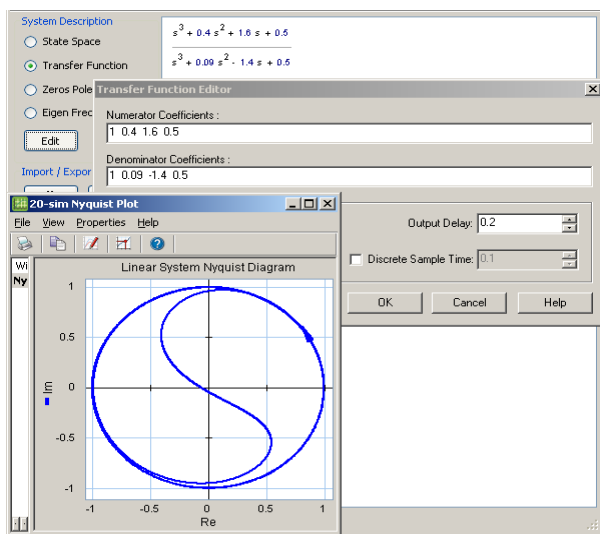 System Description
State Space
Transfer Function
Zeros Pole
Eigen Freq
Edit
Import / Expor
s3 + 0.4 s2 + 1.6 s + 0.5
s3 + 0.09 s2 - 1.4 s + 0.5
Transfer Function Editor
Numerator Coefficients :
1 0.4 1.6 0.5
Denominator Coefficients :
1 0.09 -1.4 0.5
Output Delay: 0.2
Discrete Sample Time: 0.1
OK Cancel Help
20-sim Nyquist Plot
File View Properties Help
Wi
Ny
Linear System Nyquist Diagram
1
0.5
0
-0.5
-1
Im
-1 -0.5 0 0.5 1
Re